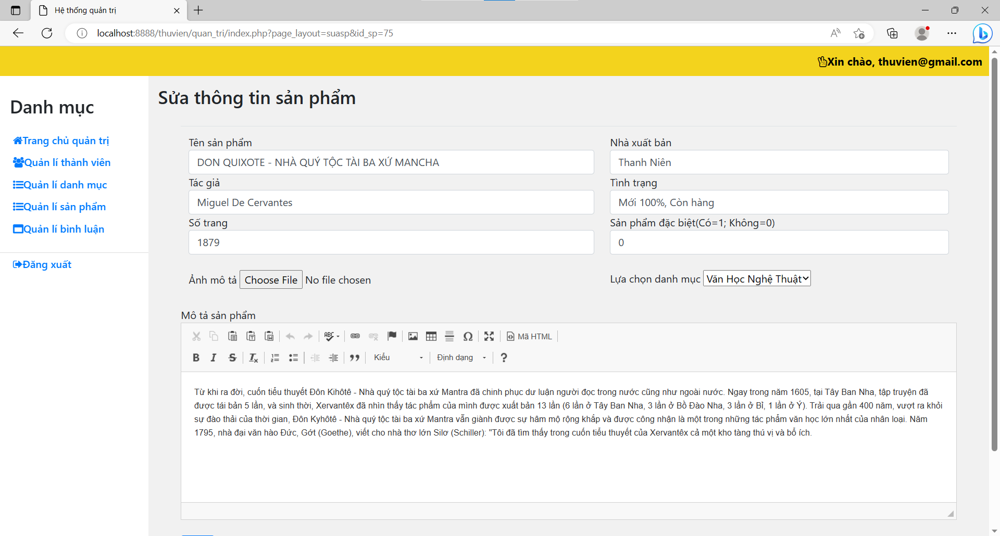 Hệ thống quản trị
localhost:8888/thuvien/quan_tri/index.php?page_layout=suasp&id_sp=75
Xin chào, thuvien@gmail.com
Danh mục
Trang chủ quản trị
Quản lí thành viên
Quản lí danh mục
Quản lí sản phẩm
Quản lí bình luận
Đăng xuất
Sửa thông tin sản phẩm
Tên sản phẩm
DON QUIXOTE - NHÀ QUÝ TỘC TÀI BA XỨ MANCHA
Nhà xuất bản
Thanh Niên
Tác giả
Miguel De Cervantes
Tình trạng
Mới 100%, Còn hàng
Số trang
1879
Sản phẩm đặc biệt(Có=1; Không=0)
0
Ảnh mô tả Choose File No file chosen
Lựa chọn danh mục Văn Học Nghệ Thuật
Mô tả sản phẩm
Mã HTML
Kiểu
Định dạng
Từ khi ra đời, cuốn tiểu thuyết Đôn Kihôtê - Nhà quý tộc tài ba xứ Mantra đã chinh phục dư luận người đọc trong nước cũng như ngoài nước. Ngay trong năm 1605, tại Tây Ban Nha, tập truyện đã
được tái bản 5 lần, và sinh thời, Xervantêx đã nhìn thấy tác phẩm của mình được xuất bản 13 lần (6 lần ở Tây Ban Nha, 3 lần ở Bồ Đào Nha, 3 lần ở Bỉ, 1 lần ở Ý). Trải qua gần 400 năm, vượt ra khỏi
sự đào thải của thời gian, Đôn Kyhôtê - Nhà quý tộc tài ba xứ Mantra vẫn giành được sự hâm mộ rộng khắp và được công nhận là một trong những tác phẩm văn học lớn nhất của nhân loại. Năm
1795, nhà đại văn hào Đức, Gớt (Goethe), viết cho nhà thơ lớn Silơ (Schiller): "Tôi đã tìm thấy trong cuốn tiểu thuyết của Xervantêx cả một kho tàng thú vị và bổ ích.